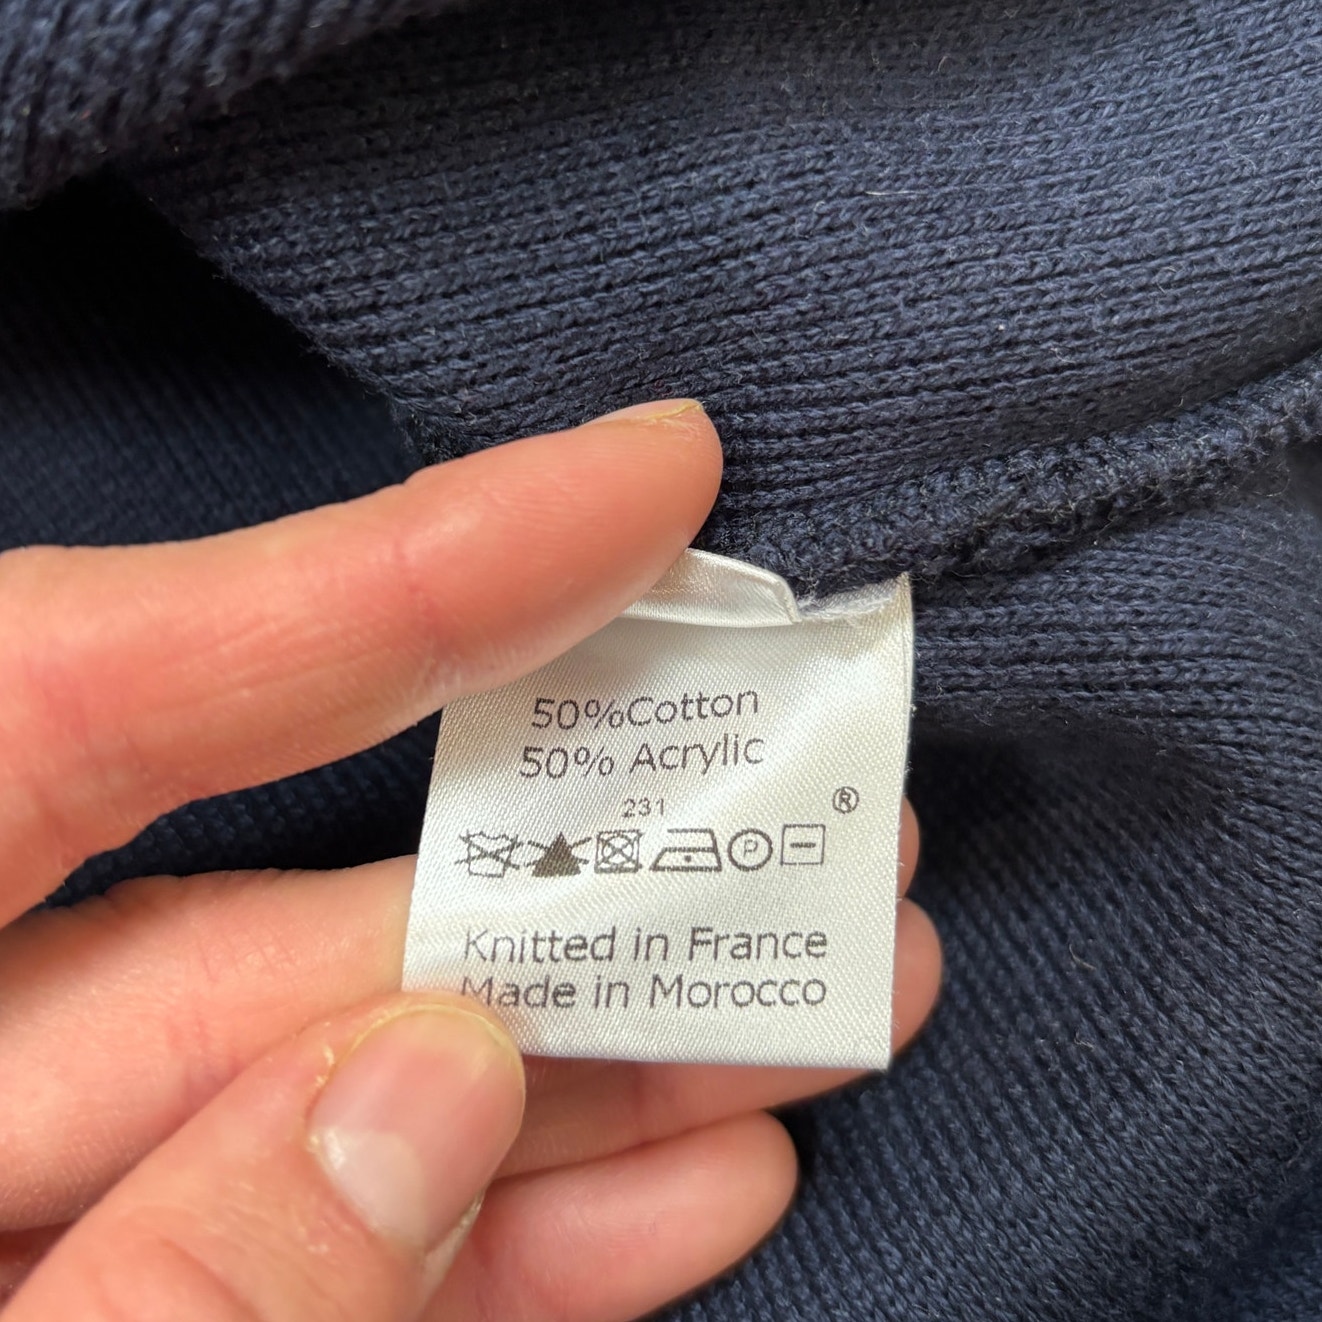 50%Cotton
50% Acrylic
231
®
P
Knitted in France
Made in Morocco